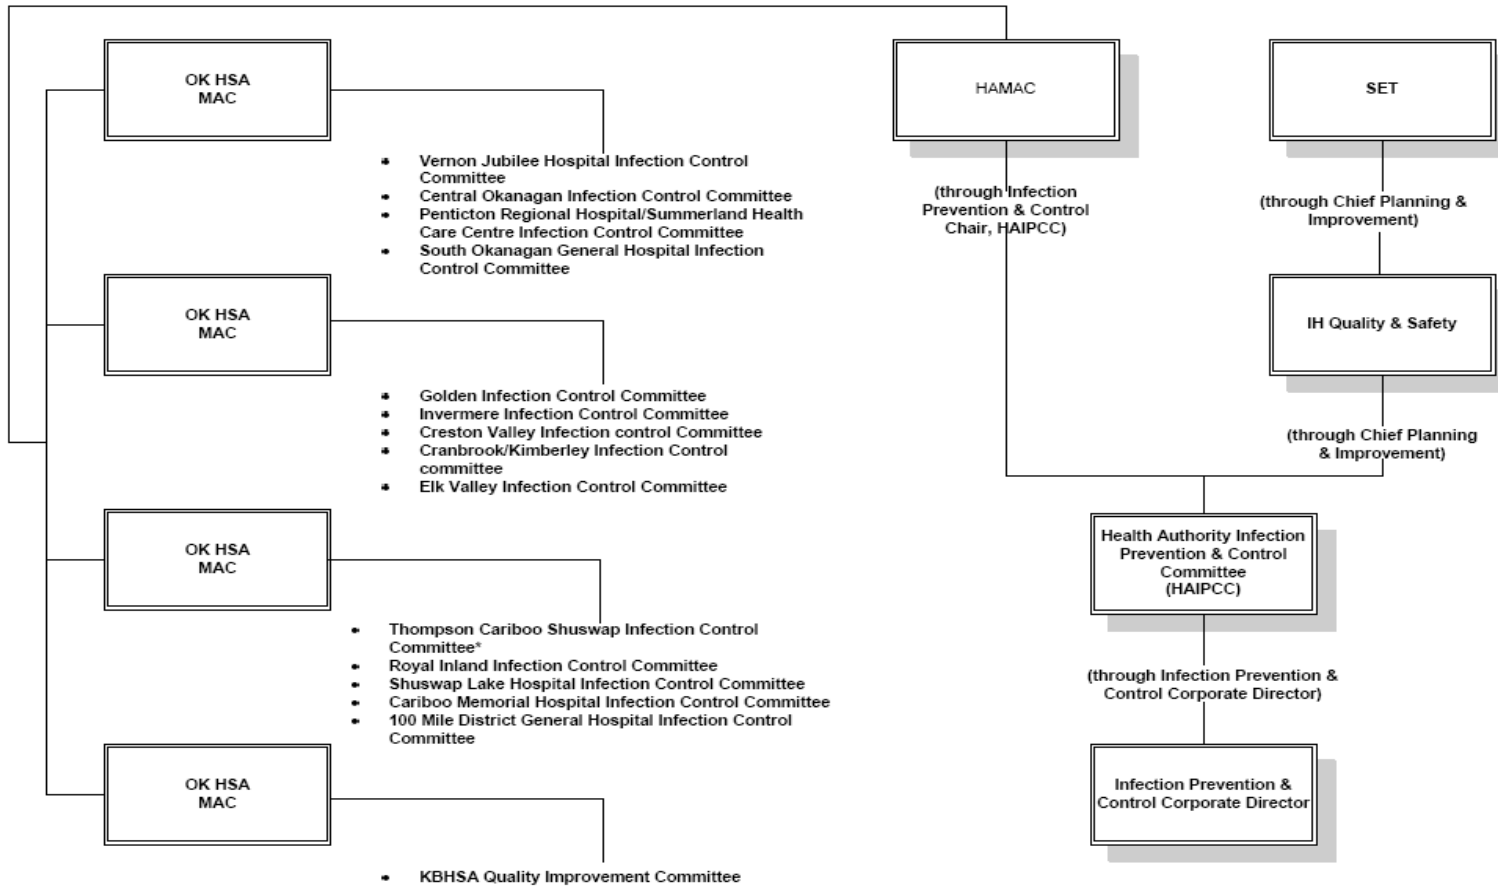 OK HSA
MAC
• Vernon Jubilee Hospital Infection Control
Committee
• Central Okanagan Infection Control Committee
• Penticton Regional Hospital/Summerland Health
Care Centre Infection Control Committee
• South Okanagan General Hospital Infection
Control Committee
OK HSA
MAC
• Golden Infection Control Committee
• Invermere Infection Control Committee
• Creston Valley Infection control Committee
• Cranbrook/Kimberley Infection Control
committee
• Elk Valley Infection Control Committee
OK HSA
MAC
• Thompson Cariboo Shuswap Infection Control
Committee*
• Royal Inland Infection Control Committee
• Shuswap Lake Hospital Infection Control Committee
• Cariboo Memorial Hospital Infection Control Committee
• 100 Mile District General Hospital Infection Control
Committee
OK HSA
MAC
• KBHSA Quality Improvement Committee
HAMAC
(through Infection
Prevention & Control
Chair, HAIPCC)
SET
(through Chief Planning &
Improvement)
IH Quality & Safety
(through Chief Planning
& Improvement)
Health Authority Infection
Prevention & Control
Committee
(HAIPCC)
(through Infection Prevention &
Control Corporate Director)
Infection Prevention &
Control Corporate Director